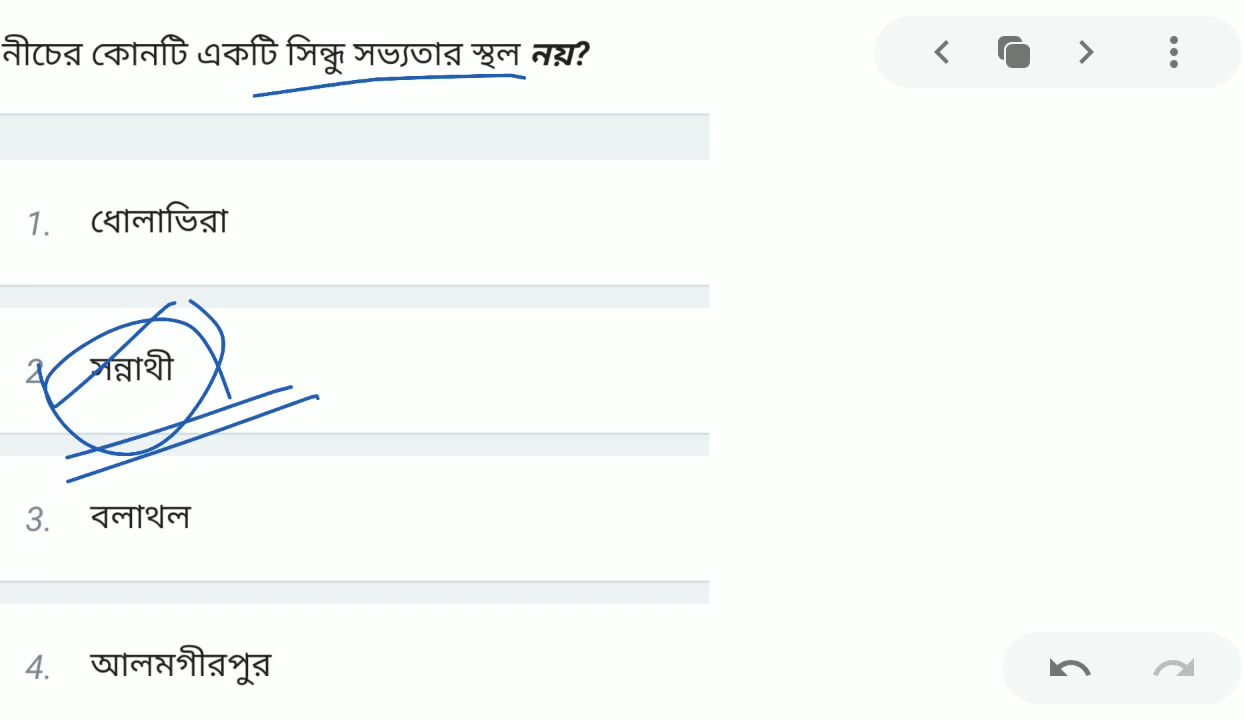 নীচের কোনটি একটি সিন্ধু সভ্যতার স্থল নয়?
1. ধোলাভিরা
2 সন্নাথী
3. বলাথল
4. আলমগীরপুর